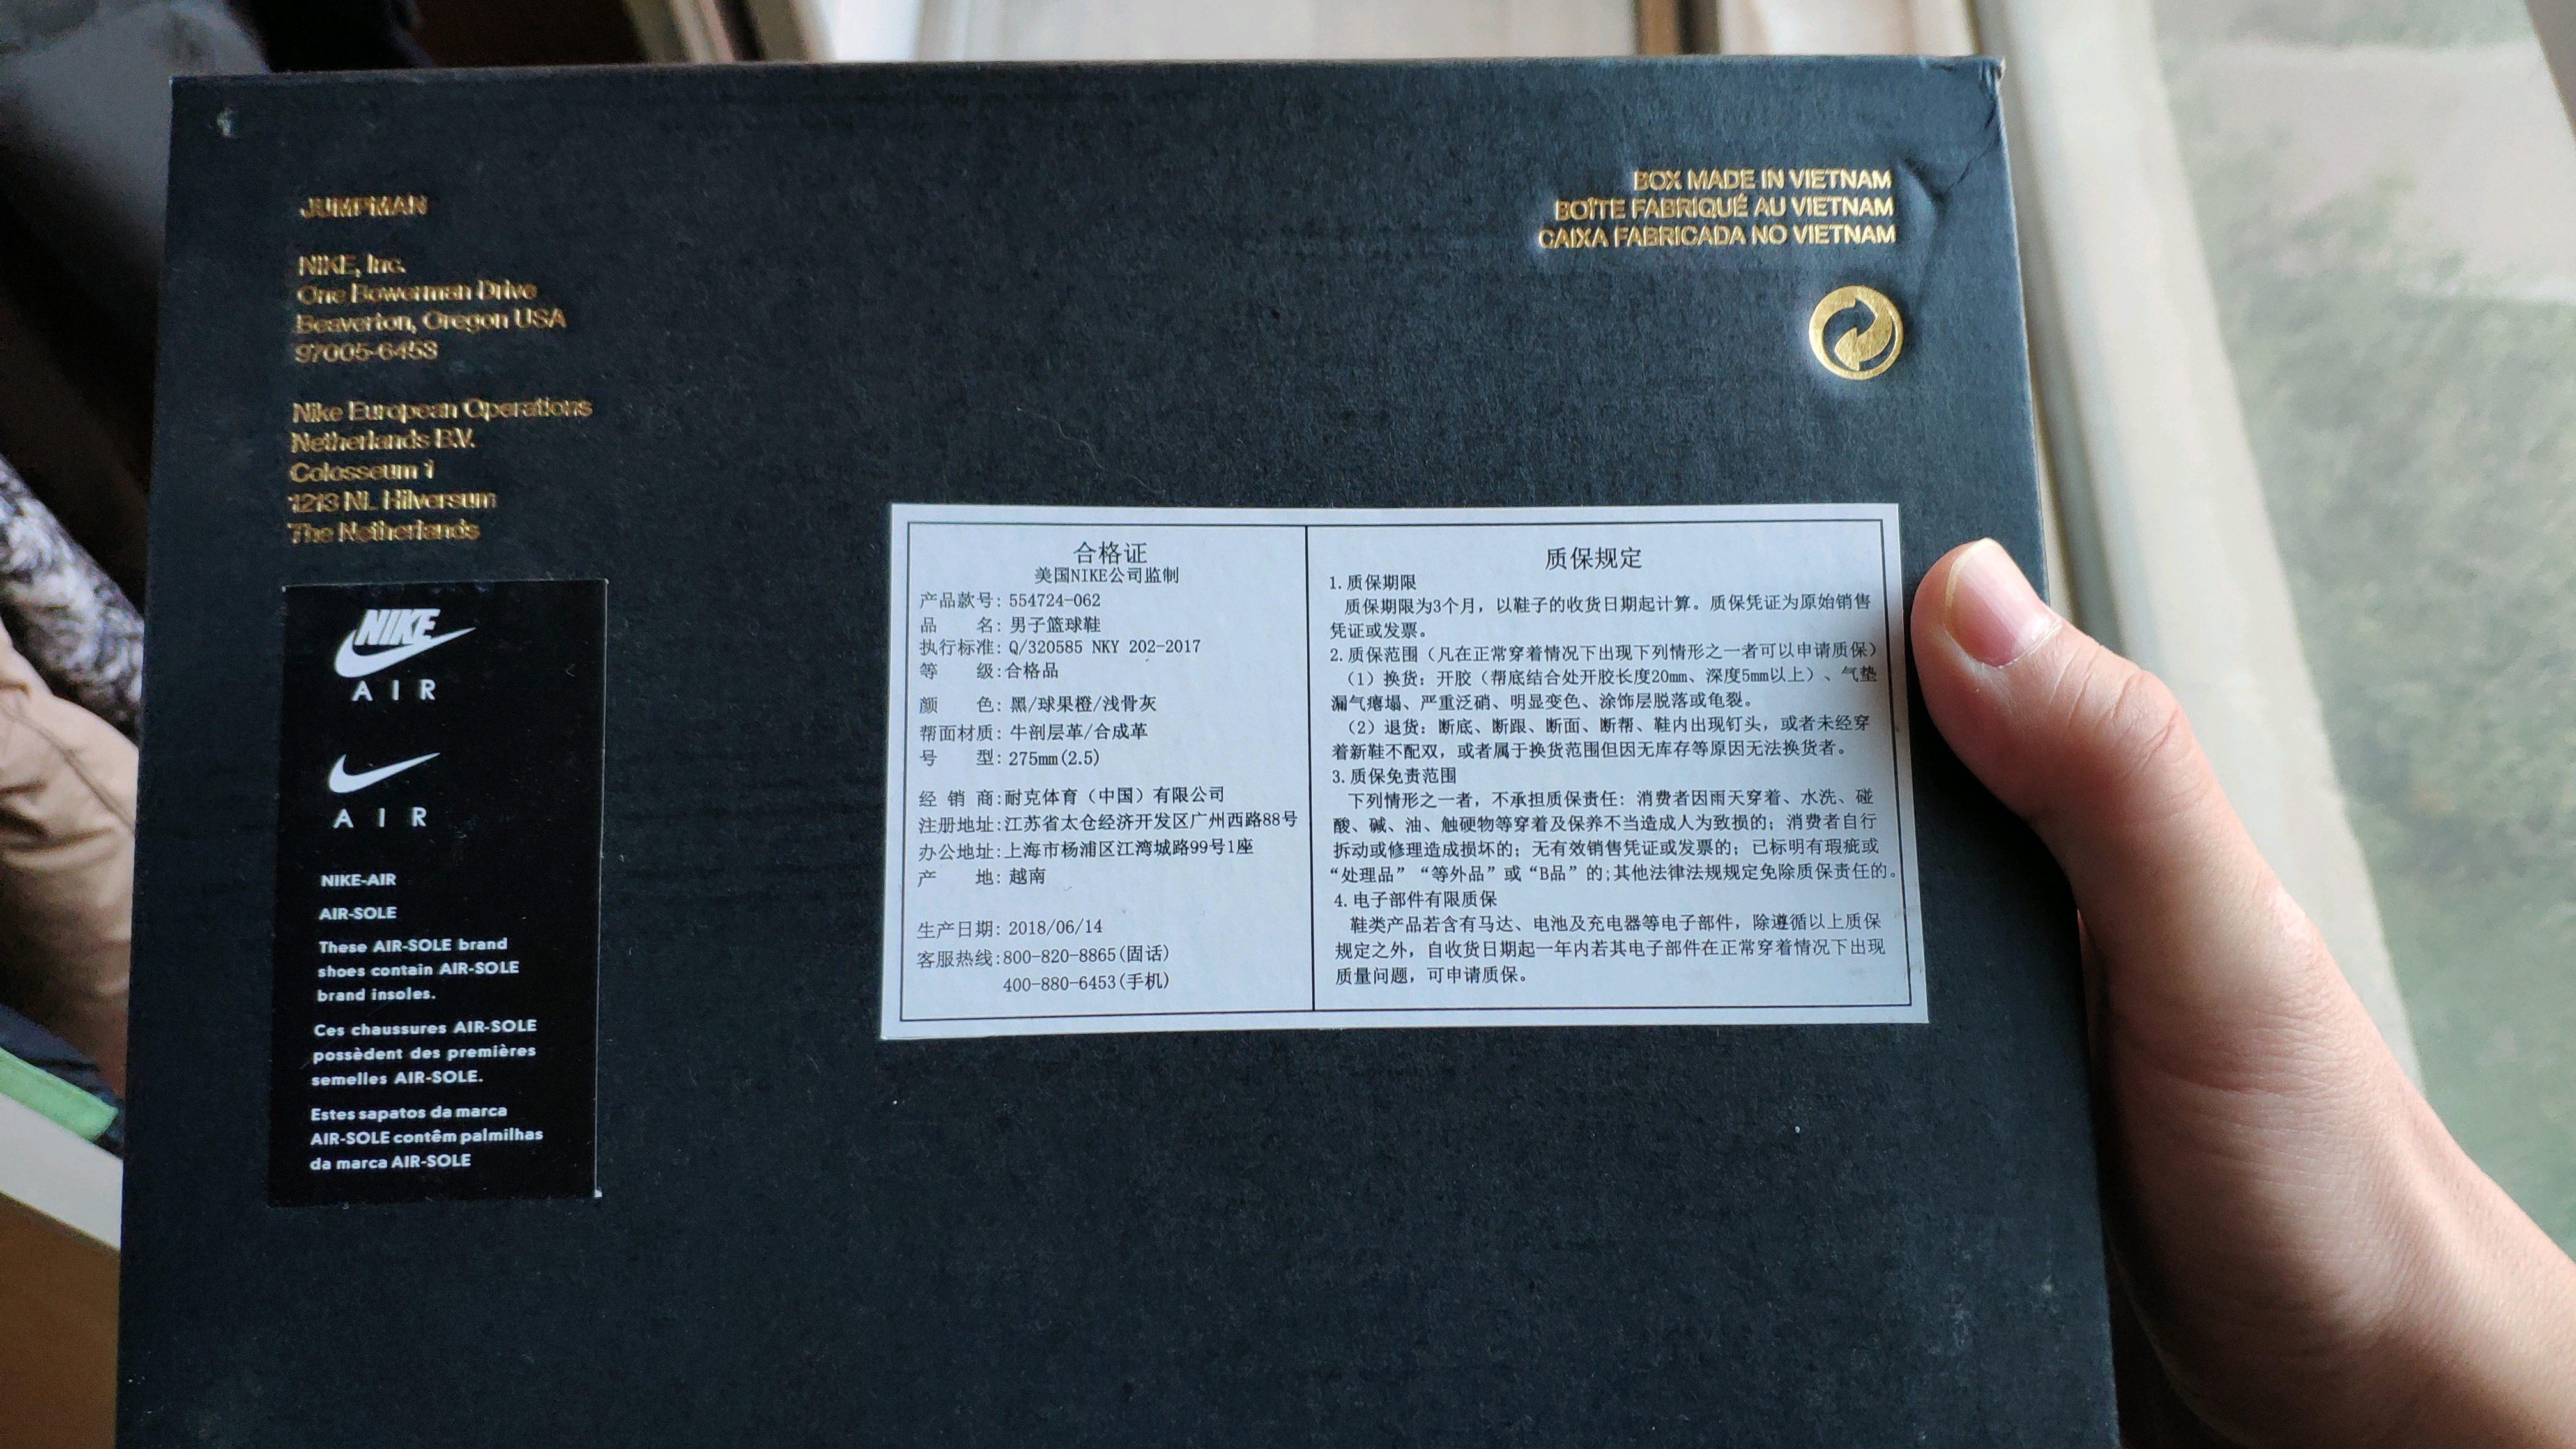 JUMPMAN
NIKE, Inc.
One Bowerman Drive
Beaverton, Oregon USA
97005-6453
Nike European Operations
Netherlands B.V.
Colosseum 1
1213 NL Hilversum
The Netherlands
BOX MADE IN VIETNAM
BOÎTE FABRIQUÉ AU VIETNAM
CAIXA FABRICADA NO VIETNAM
NIKE
AIR
AIR
NIKE-AIR
AIR-SOLE
These AIR-SOLE brand
shoes contain AIR-SOLE
brand insoles.
Ces chaussures AIR-SOLE
possèdent des premières
semelles AIR-SOLE.
Estes sapatos da marca
AIR-SOLE contêm palmilhas
da marca AIR-SOLE
合格证
美国NIKE公司监制
产品款号: 554724-062
品 名: 男子篮球鞋
执行标准: Q/320585 NKY 202-2017
等 级:合格品
颜 色: 黑/球果橙/浅骨灰
帮面材质: 牛剖层革/合成革
号 型: 275mm(2.5)
经 销 商:耐克体育（中国）有限公司
注册地址:江苏省太仓经济开发区广州西路88号
办公地址:上海市杨浦区江湾城路99号1座
产 地: 越南
生产日期: 2018/06/14
客服热线:800-820-8865(固话)
400-880-6453(手机)
质保规定
1.质保期限
质保期限为3个月，以鞋子的收货日期起计算。质保凭证为原始销售
凭证或发票。
2.质保范围（凡在正常穿着情况下出现下列情形之一者可以申请质保）
（1）换货：开胶（帮底结合处开胶长度20mm、深度5mm以上）、气垫
漏气瘪塌、严重泛硝、明显变色、涂饰层脱落或龟裂。
（2）退货：断底、断跟、断面、断帮、鞋内出现钉头，或者未经穿
着新鞋不配双，或者属于换货范围但因无库存等原因无法换货者。
3.质保免责范围
下列情形之一者，不承担质保责任：消费者因雨天穿着、水洗、碰
酸、碱、油、触硬物等穿着及保养不当造成人为致损的；消费者自行
拆动或修理造成损坏的；无有效销售凭证或发票的；已标明有瑕疵或
“处理品”“等外品”或“B品”的;其他法律法规规定免除质保责任的。
4.电子部件有限质保
鞋类产品若含有马达、电池及充电器等电子部件，除遵循以上质保
规定之外，自收货日期起一年内若其电子部件在正常穿着情况下出现
质量问题，可申请质保。